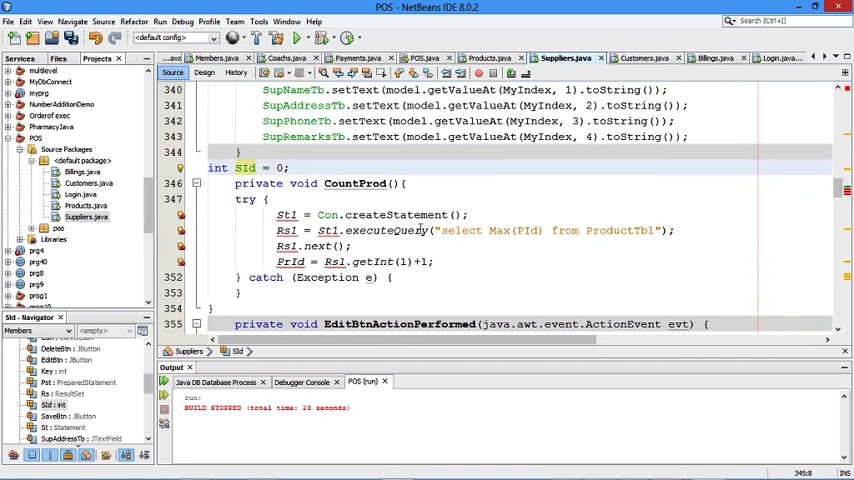 POS - NetBeans IDE 8.0.2
File Edit View Navigate Source Refactor Run Debug Profile Team Tools Window Help
Search (Ctrl+I)
<default config>
Services Files Projects
...ava Members.java Coachs.java Payments.java POS.java Products.java Suppliers.java Customers.java Billings.java Login.java...
Source Design History
multilevel
MyDbConnect
myprg
NumberAdditionDemo
Orderof exec
PharmacyJava
POS
Source Packages
<default package>
Billings.java
Customers.java
Login.java
Products.java
Suppliers.java
pos
Libraries
prg4
prg40
prg8
prg9
prog1
340 SupNameTb.setText(model.getValueAt(MyIndex, 1).toString());
341 SupAddressTb.setText(model.getValueAt(MyIndex, 2).toString());
342 SupPhoneTb.setText(model.getValueAt(MyIndex, 3).toString());
343 SupRemarksTb.setText(model.getValueAt(MyIndex, 4).toString());
344 }
int SId = 0;
346 private void CountProd(){
347 try {
St1 = Con.createStatement();
Rs1 = St1.executeQuery("select Max(PId) from ProductTbl");
Rs1.next();
PrId = Rs1.getInt(1)+1;
352 } catch (Exception e) {
353 }
354 }
355 private void EditBtnActionPerformed(java.awt.event.ActionEvent evt) {
SId - Navigator
Members <empty>
DeleteBtn : JButton
EditBtn : JButton
Key : int
Pst : PreparedStatement
Rs : ResultSet
SId : int
SaveBtn : JButton
St : Statement
SupAddressTb : JTextField
Suppliers SId
Output
Java DB Database Process Debugger Console POS (run)
run:
BUILD STOPPED (total time: 23 seconds)
345:8 INS